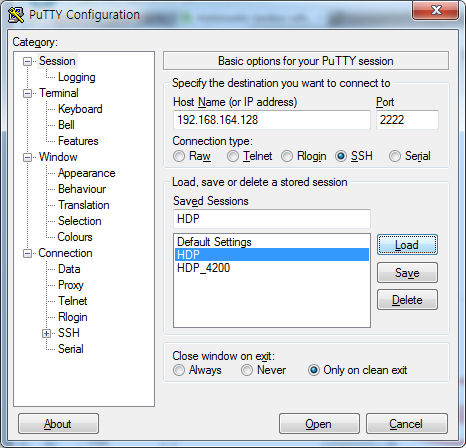 PuTTY Configuration
Category:
Session
Logging
Terminal
Keyboard
Bell
Features
Window
Appearance
Behaviour
Translation
Selection
Colours
Connection
Data
Proxy
Telnet
Rlogin
SSH
Serial
Basic options for your PuTTY session
Specify the destination you want to connect to
Host Name (or IP address) Port
192.168.164.128 2222
Connection type:
Raw Telnet Rlogin SSH Serial
Load, save or delete a stored session
Saved Sessions
HDP
Default Settings
HDP
HDP_4200
Load
Save
Delete
Close window on exit:
Always Never Only on clean exit
About Open Cancel